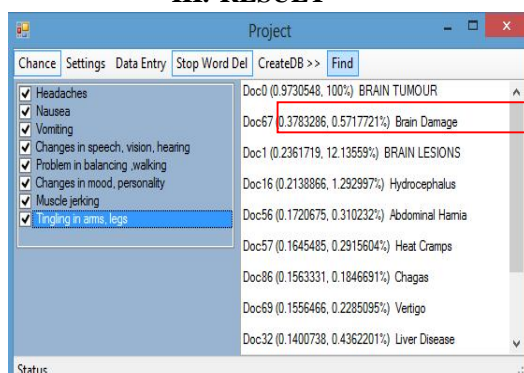 III. RESULT
Project
Chance Settings Data Entry Stop Word Del CreateDB >> Find
Headaches
Nausea
Vomiting
Changes in speech, vision, hearing
Problem in balancing ,walking
Changes in mood, personality
Muscle jerking
Tingling in arms, legs
Doc0 (0.9730548, 100%) BRAIN TUMOUR
Doc67 (0.3783286, 0.5717721%) Brain Damage
Doc1 (0.2361719, 12.13559%) BRAIN LESIONS
Doc16 (0.2138866, 1.292997%) Hydrocephalus
Doc56 (0.1720675, 0.310232%) Abdominal Harnia
Doc57 (0.1645485, 0.2915604%) Heat Cramps
Doc86 (0.1563331, 0.1846691%) Chagas
Doc69 (0.1556466, 0.2285095%) Vertigo
Doc32 (0.1400738, 0.4362201%) Liver Disease
Status